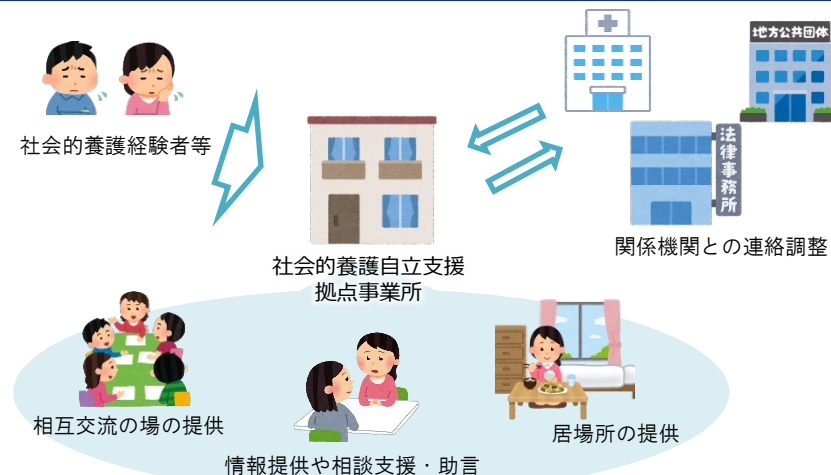 地方公共団体
法律事務所
社会的養護経験者等
関係機関との連絡調整
社会的養護自立支援
拠点事業所
相互交流の場の提供
居場所の提供
情報提供や相談支援・助言